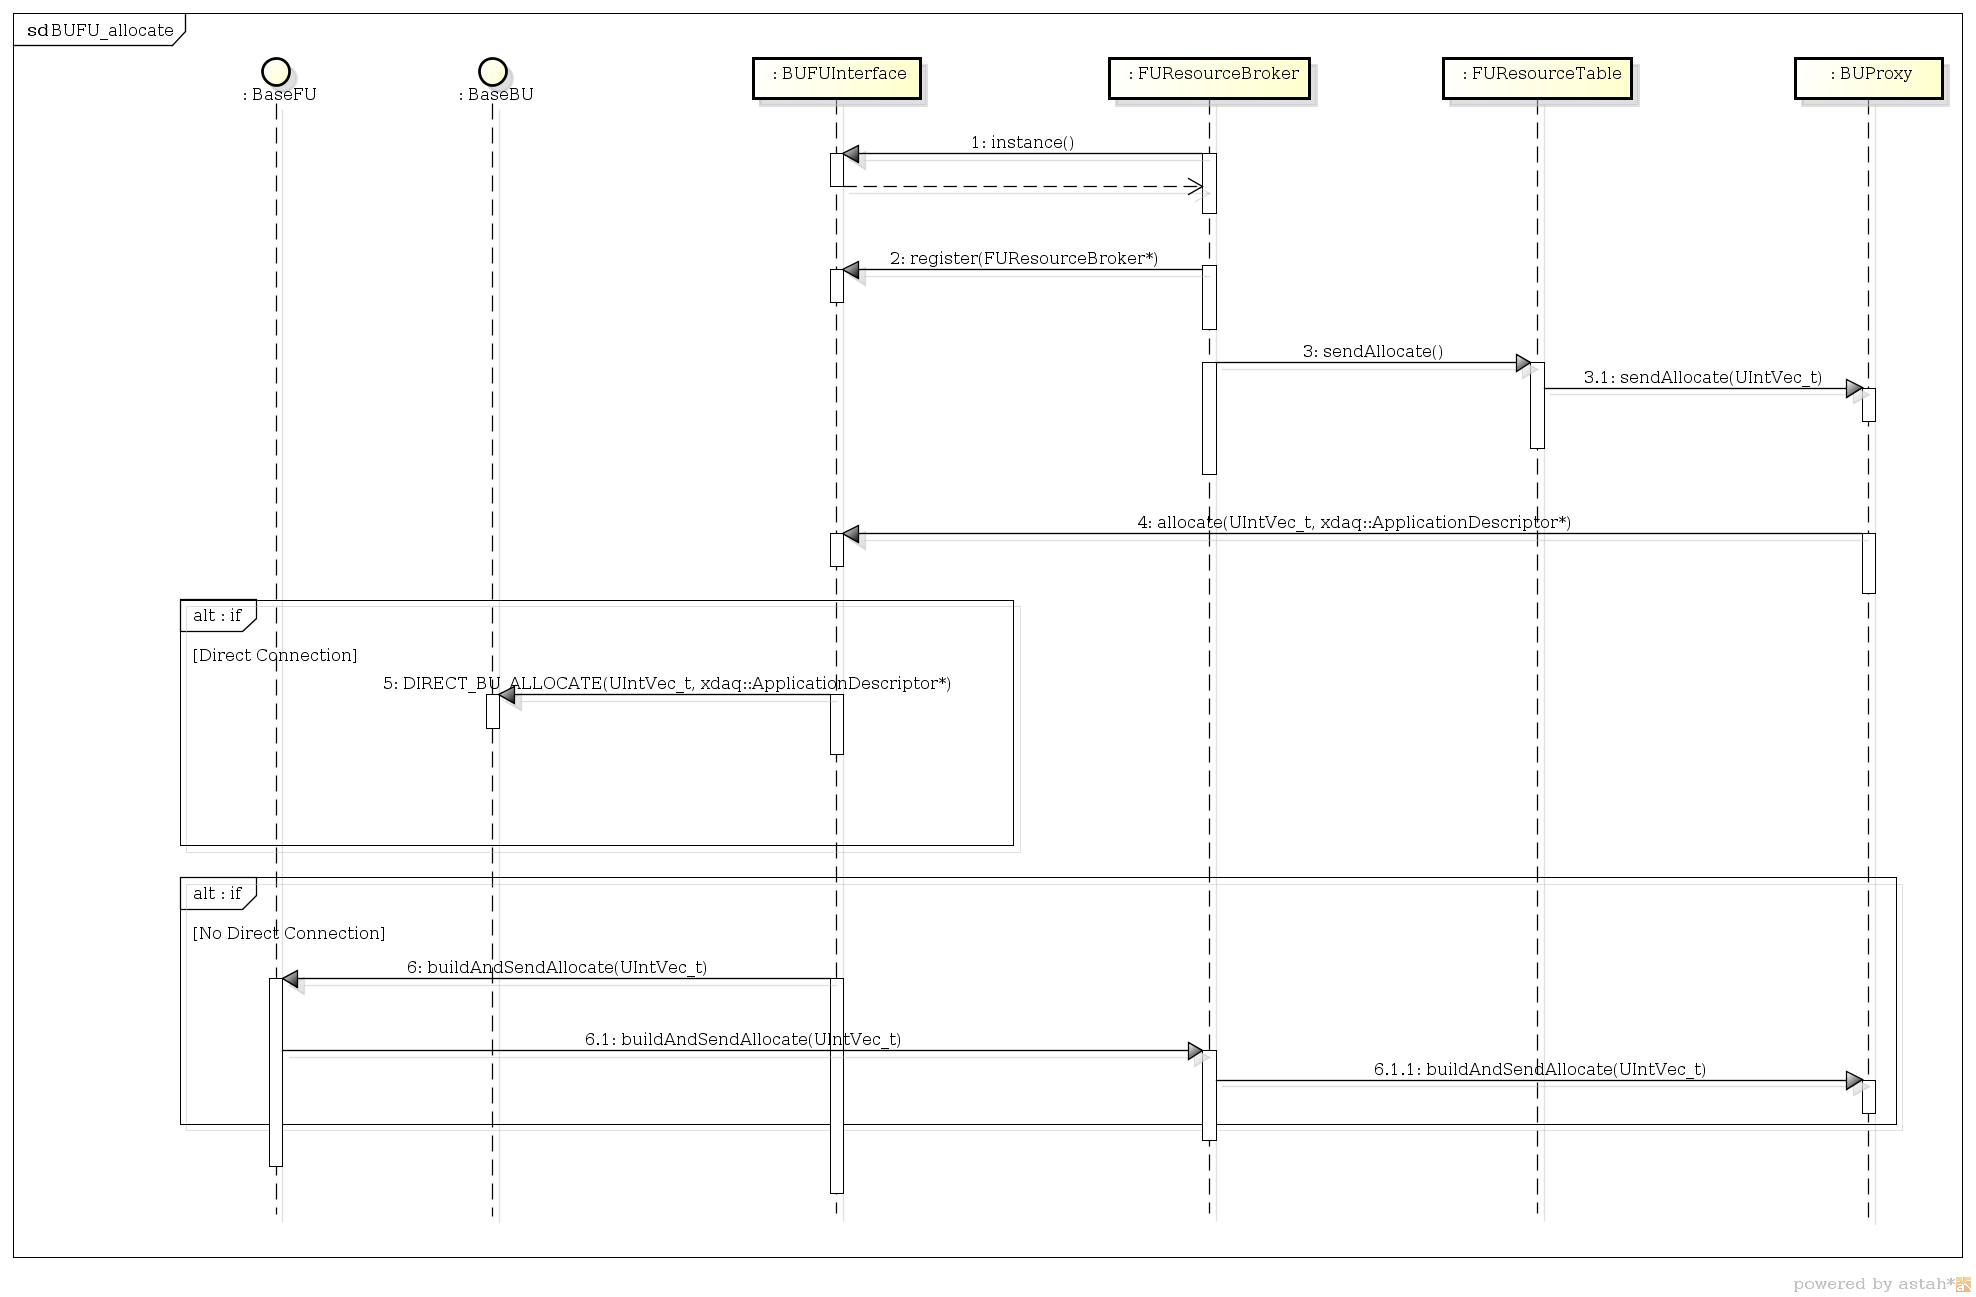 sd BUFU_allocate
: BaseFU
: BaseBU
: BUFUInterface
: FUResourceBroker
: FUResourceTable
: BUProxy
1: instance()
2: register(FUResourceBroker*)
3: sendAllocate()
3.1: sendAllocate(UIntVec_t)
4: allocate(UIntVec_t, xdaq::ApplicationDescriptor*)
alt : if
[Direct Connection]
5: DIRECT_BU_ALLOCATE(UIntVec_t, xdaq::ApplicationDescriptor*)
alt : if
[No Direct Connection]
6: buildAndSendAllocate(UIntVec_t)
6.1: buildAndSendAllocate(UIntVec_t)
6.1.1: buildAndSendAllocate(UIntVec_t)
powered by astah*